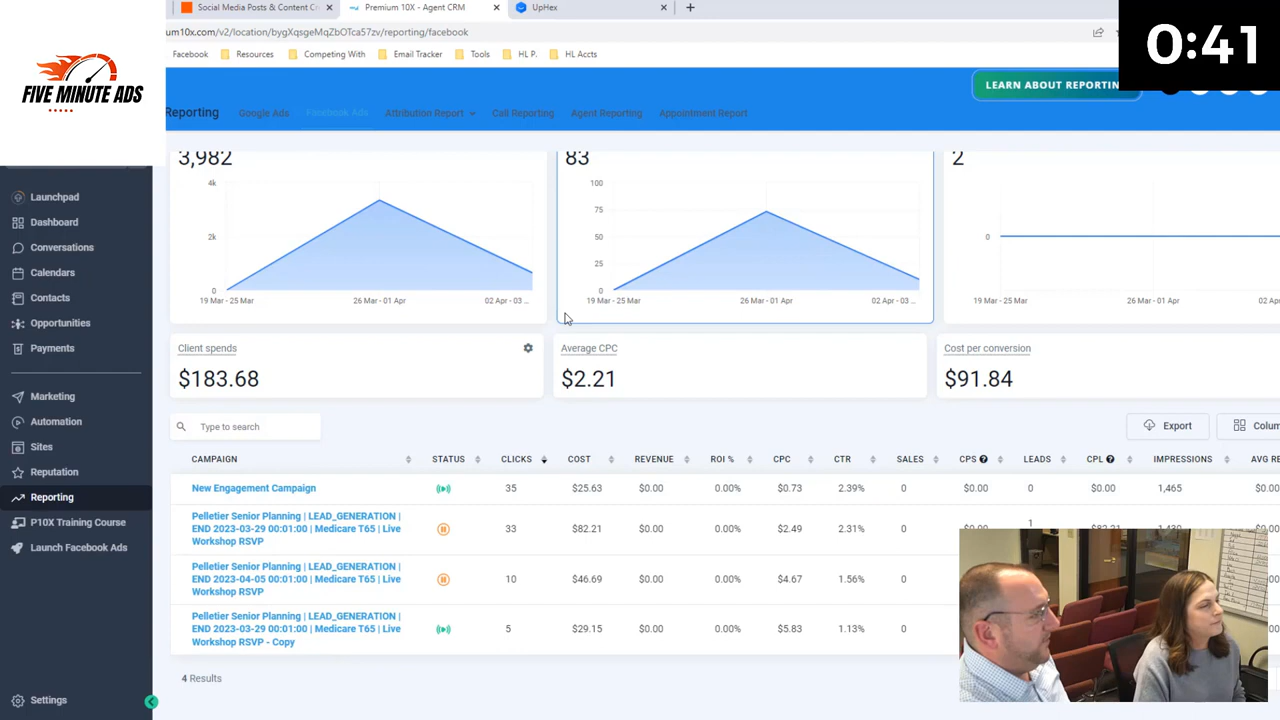 Social Media Posts & Content C
Premium 10X - Agent CRM
UpHex
um10x.com/v2/location/bygXqsgeMqZbOTca57zv/reporting/facebook
0:41
Facebook
Resources
Competing With
Email Tracker
Tools
HL P.
HL Accts
FIVE MINUTE ADS
LEARN ABOUT REPORTIN
Reporting
Google Ads
Facebook Ads
Attribution Report
Call Reporting
Agent Reporting
Appointment Report
Launchpad
Dashboard
Conversations
Calendars
Contacts
Opportunities
Payments
Marketing
Automation
Sites
Reputation
Reporting
P10X Training Course
Launch Facebook Ads
Settings
3,982
4k
2k
0
19 Mar - 25 Mar
26 Mar - 01 Apr
02 Apr - 03 ...
83
100
75
50
25
0
19 Mar - 25 Mar
26 Mar - 01 Apr
02 Apr - 03 ...
2
0
19 Mar - 25 Mar
26 Mar - 01 Apr
02 Ap
Client spends
$183.68
Average CPC
$2.21
Cost per conversion
$91.84
Type to search
Export
Colum
CAMPAIGN STATUS CLICKS COST REVENUE ROI % CPC CTR SALES CPS LEADS CPL IMPRESSIONS AVG RE
New Engagement Campaign 35 $25.63 $0.00 0.00% $0.73 2.39% 0 $0.00 0 $0.00 1,465 $0.0
Pelletier Senior Planning | LEAD_GENERATION |
END 2023-03-29 00:01:00 | Medicare T65 | Live
Workshop RSVP
33 $82.21 $0.00 0.00% $2.49 2.31% 0 $0.00 1
Pelletier Senior Planning | LEAD_GENERATION |
END 2023-04-05 00:01:00 | Medicare T65 | Live
Workshop RSVP
10 $46.69 $0.00 0.00% $4.67 1.56% 0
Pelletier Senior Planning | LEAD_GENERATION |
END 2023-03-29 00:01:00 | Medicare T65 | Live
Workshop RSVP - Copy
5 $29.15 $0.00 0.00% $5.83 1.13% 0
4 Results